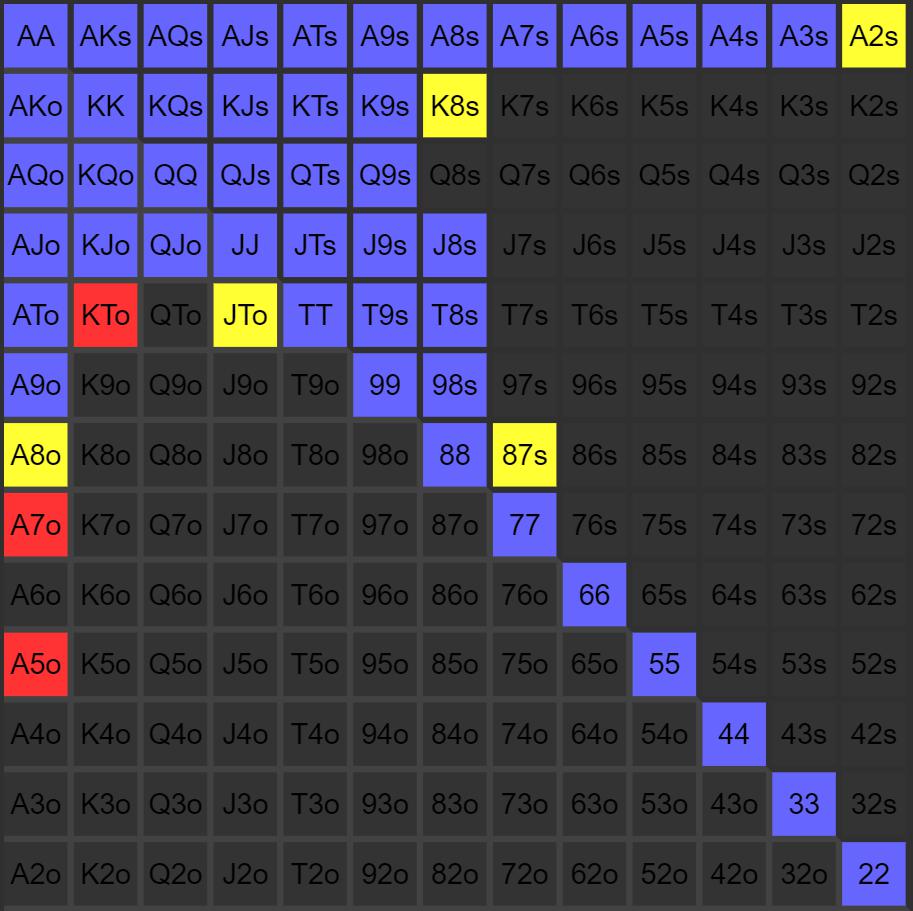 AA AKs AQs AJs ATs A9s A8s A7s A6s A5s A4s A3s A2s
AKo KK KQs KJs KTs K9s K8s K7s K6s K5s K4s K3s K2s
AQo KQo QQ QJs QTs Q9s Q8s Q7s Q6s Q5s Q4s Q3s Q2s
AJo KJo QJo JJ JTs J9s J8s J7s J6s J5s J4s J3s J2s
ATo KTo QTo JTo TT T9s T8s T7s T6s T5s T4s T3s T2s
A9o K9o Q9o J9o T9o 99 98s 97s 96s 95s 94s 93s 92s
A8o K8o Q8o J8o T8o 98o 88 87s 86s 85s 84s 83s 82s
A7o K7o Q7o J7o T7o 97o 87o 77 76s 75s 74s 73s 72s
A6o K6o Q6o J6o T6o 96o 86o 76o 66 65s 64s 63s 62s
A5o K5o Q5o J5o T5o 95o 85o 75o 65o 55 54s 53s 52s
A4o K4o Q4o J4o T4o 94o 84o 74o 64o 54o 44 43s 42s
A3o K3o Q3o J3o T3o 93o 83o 73o 63o 53o 43o 33 32s
A2o K2o Q2o J2o T2o 92o 82o 72o 62o 52o 42o 32o 22